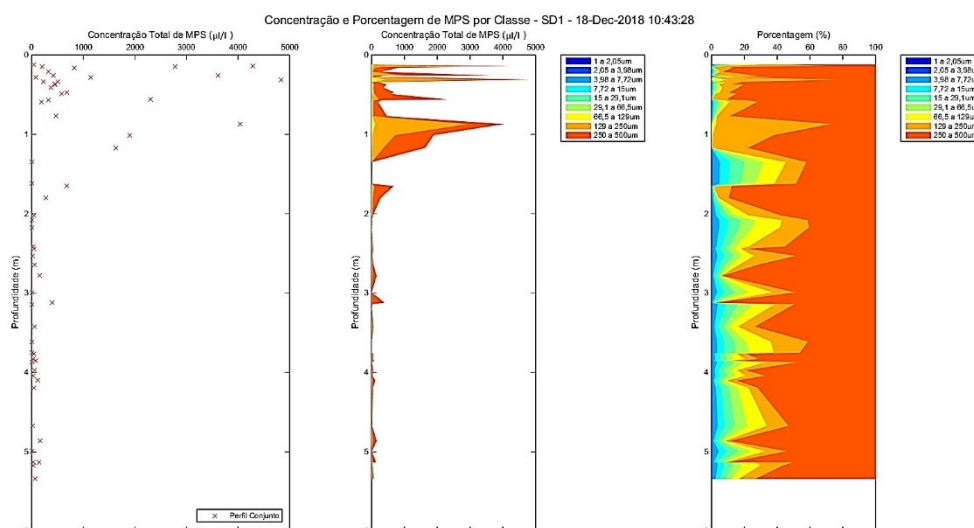 Concentração e Porcentagem de MPS por Classe - SD1 - 18-Dec-2018 10:43:28
Concentração Total de MPS (µl/l )
0 1000 2000 3000 4000 5000
0
1
2
3
4
5
Profundidade (m)
× Perfil Conjunto
Concentração Total de MPS (µl/l )
0 1000 2000 3000 4000 5000
0
1
2
3
4
5
Profundidade (m)
1 a 2,05um
2,05 a 3,98um
3,98 a 7,72um
7,72 a 15um
15 a 29,1um
29,1 a 66,5um
66,5 a 129um
129 a 250um
250 a 500um
Porcentagem (%)
0 20 40 60 80 100
0
1
2
3
4
5
Profundidade (m)
1 a 2,05um
2,05 a 3,98um
3,98 a 7,72um
7,72 a 15um
15 a 29,1um
29,1 a 66,5um
66,5 a 129um
129 a 250um
250 a 500um